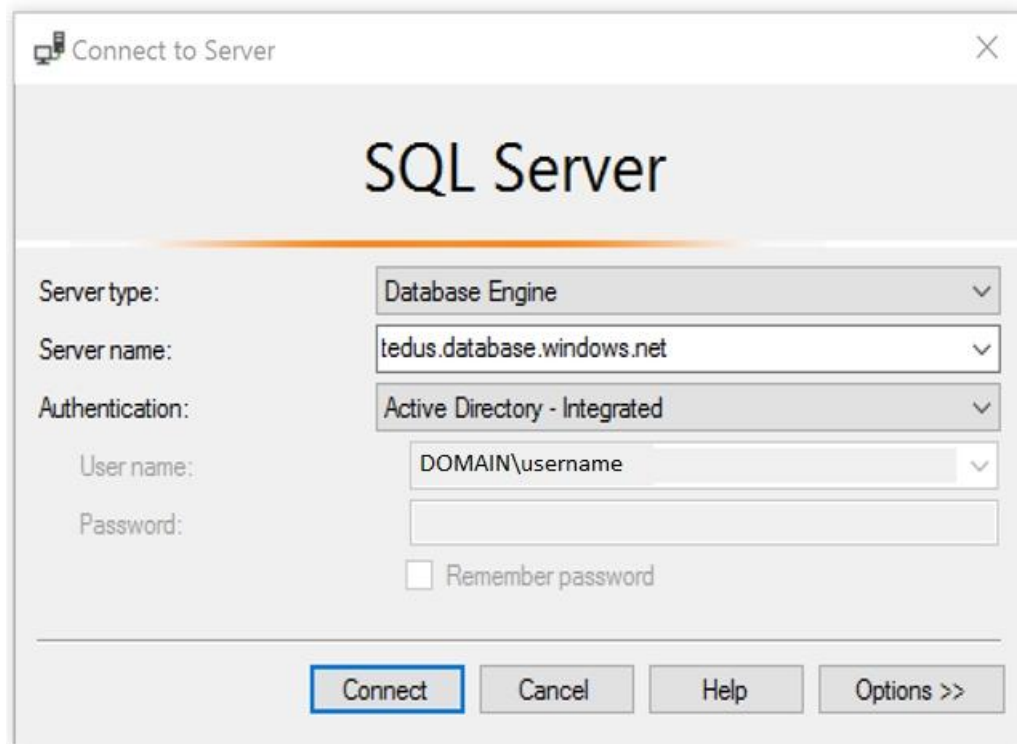 Connect to Server
SQL Server
Server type: Database Engine
Server name: tedus.database.windows.net
Authentication: Active Directory - Integrated
User name: DOMAIN\username
Password:
Remember password
Connect Cancel Help Options >>